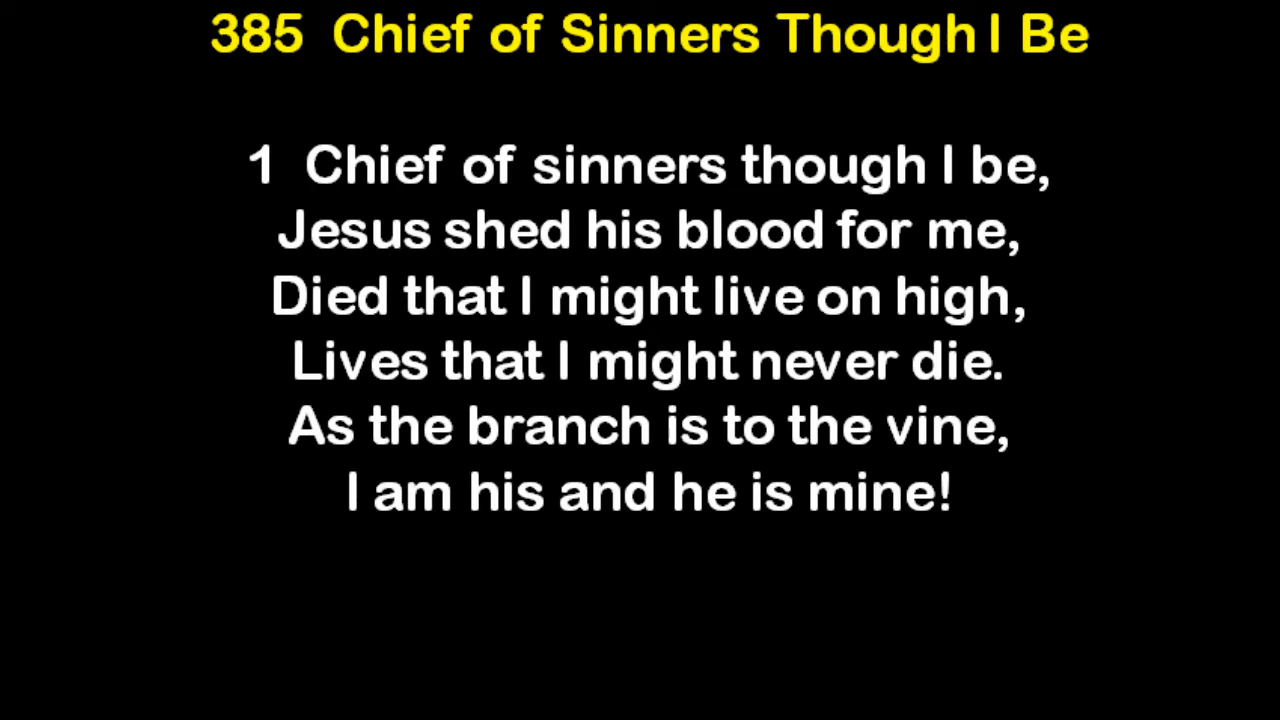 385 Chief of Sinners Though I Be
1 Chief of sinners though I be,
Jesus shed his blood for me,
Died that I might live on high,
Lives that I might never die.
As the branch is to the vine,
I am his and he is mine!